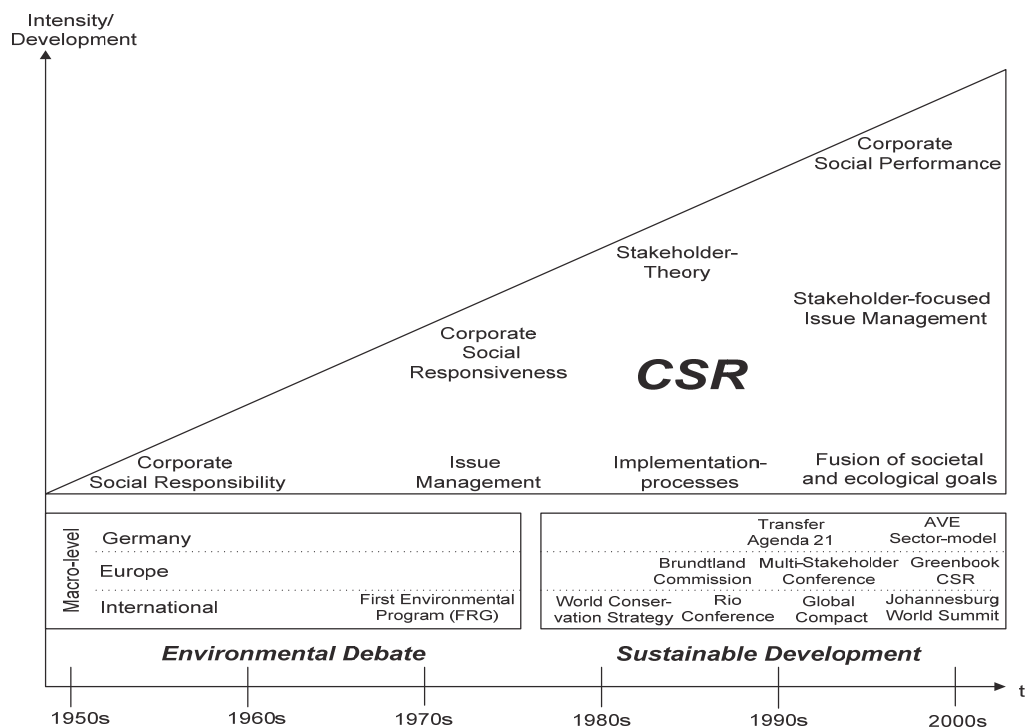 Intensity/
Development
Corporate
Social Performance
Stakeholder-
Theory
Stakeholder-focused
Issue Management
Corporate
Social
Responsiveness
CSR
Corporate
Social Responsibility
Issue
Management
Implementation-
processes
Fusion of societal
and ecological goals
Macro-level
Germany
Transfer
Agenda 21
AVE
Sector-model
Europe
Brundtland
Commission
Multi-Stakeholder
Conference
Greenbook
CSR
International
First Environmental
Program (FRG)
World Conser-
vation Strategy
Rio
Conference
Global
Compact
Johannesburg
World Summit
Environmental Debate
Sustainable Development
t
1950s
1960s
1970s
1980s
1990s
2000s